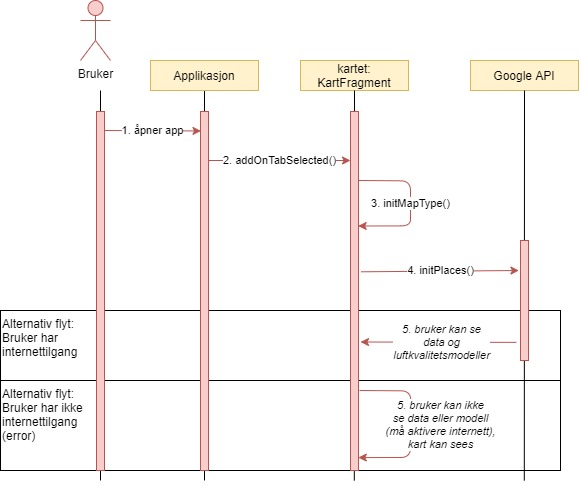 Bruker
Applikasjon
kartet:
KartFragment
Google API
1. åpner app
2. addOnTabSelected()
3. initMapType()
4. initPlaces()
Alternativ flyt:
Bruker har
internettilgang
5. bruker kan se
data og
luftkvalitetsmodeller
Alternativ flyt:
Bruker har ikke
internettilgang
(error)
5. bruker kan ikke
se data eller modell
(må aktivere internett),
kart kan sees